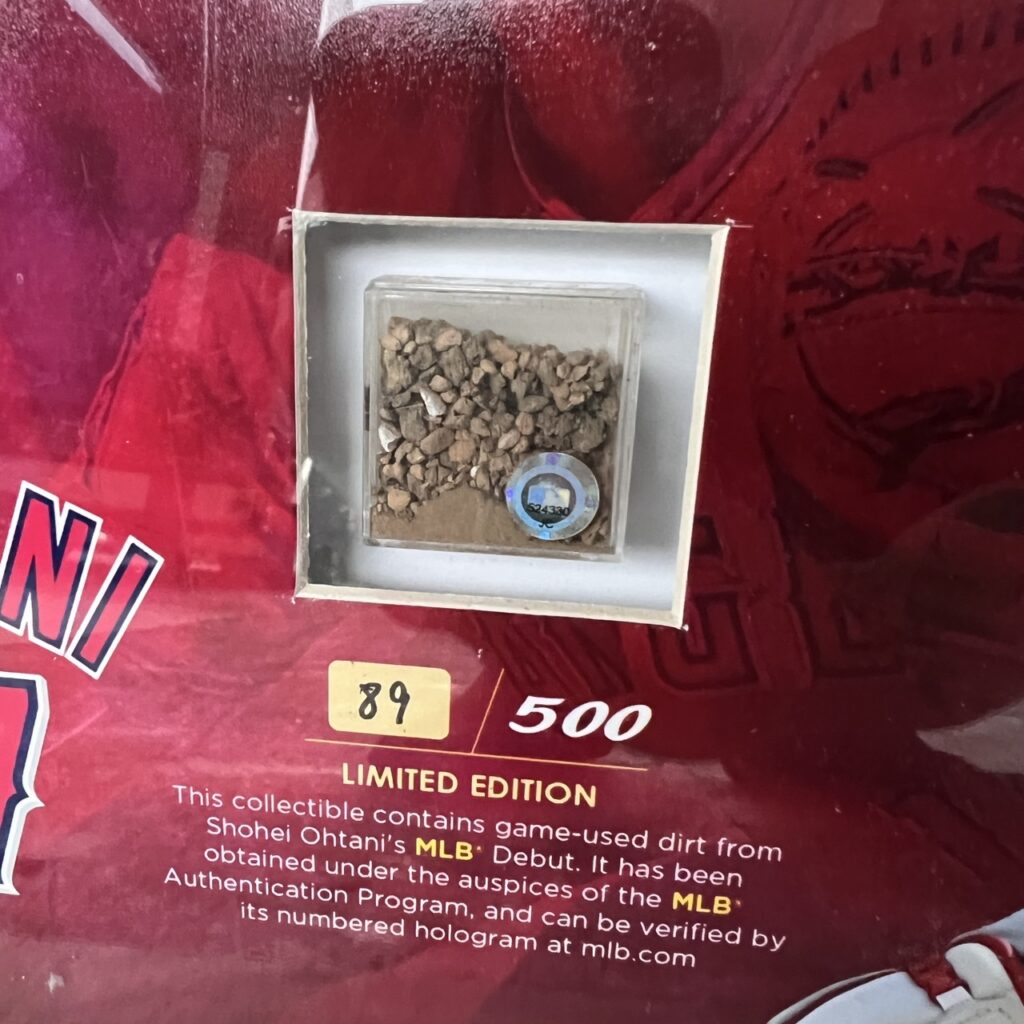 NI
524330
JC
89 / 500
LIMITED EDITION
This collectible contains game-used dirt from
Shohei Ohtani's MLB® Debut. It has been
obtained under the auspices of the MLB®
Authentication Program, and can be verified by
its numbered hologram at mlb.com